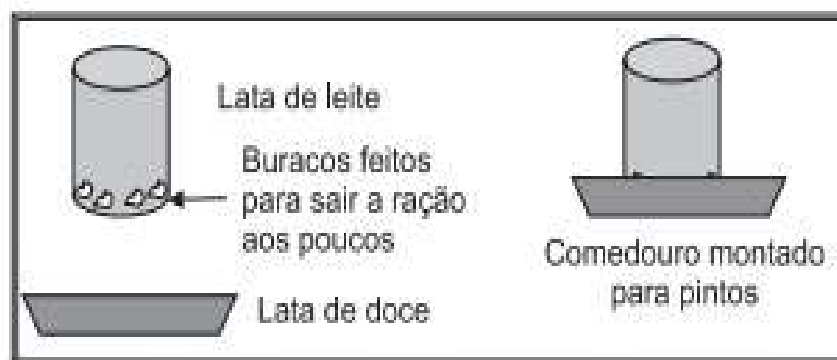 Lata de leite
Buracos feitos
para sair a ração
aos poucos
Lata de doce
Comedouro montado
para pintos